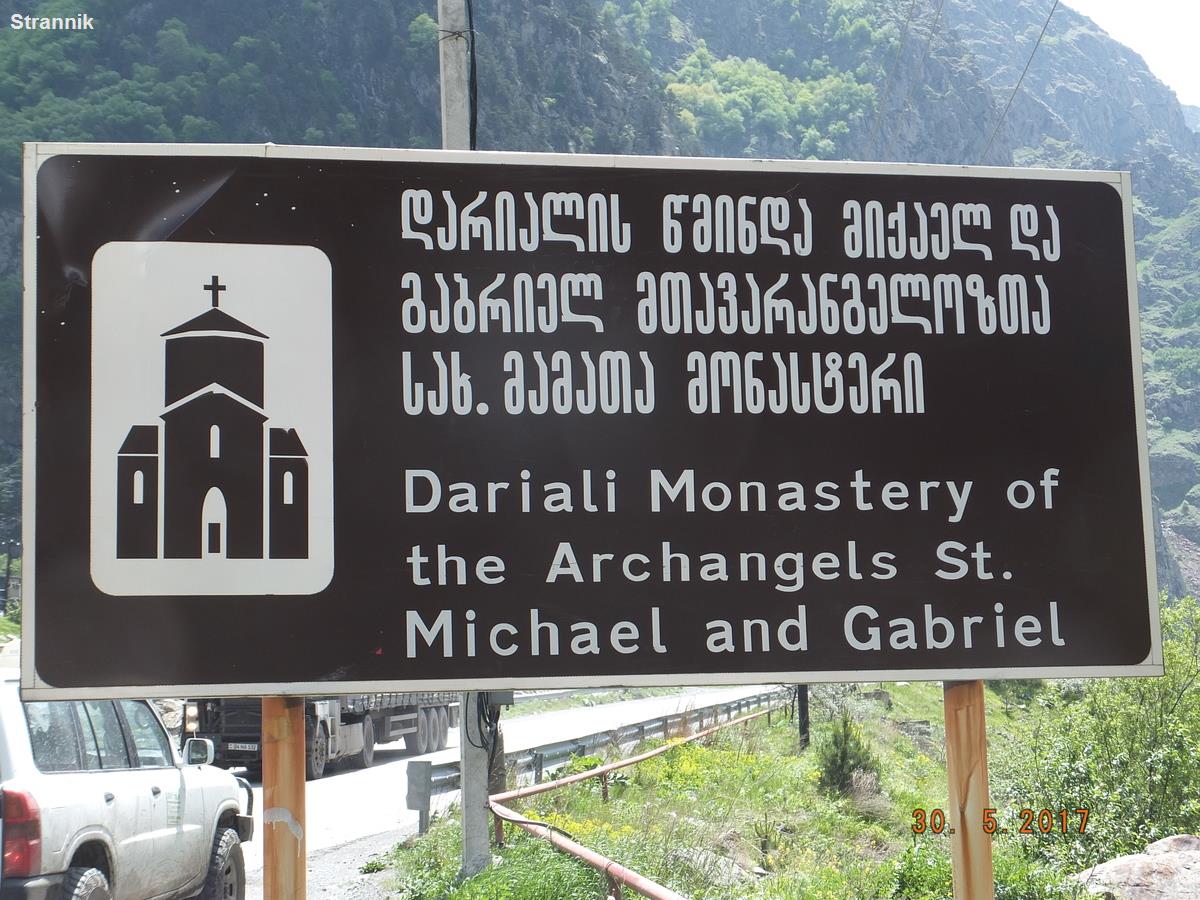 Strannik
დარიალის წმინდა მიქაელ და
გაბრიელ მთავარანგელოზთა
სახ. მამათა მონასტერი
Dariali Monastery of
the Archangels St.
Michael and Gabriel
30. 5.2017